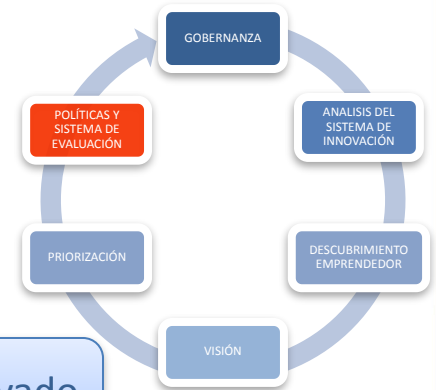 GOBERNANZA
ANALISIS DEL
SISTEMA DE
INNOVACIÓN
DESCUBRIMIENTO
EMPRENDEDOR
VISIÓN
PRIORIZACIÓN
POLÍTICAS Y
SISTEMA DE
EVALUACIÓN